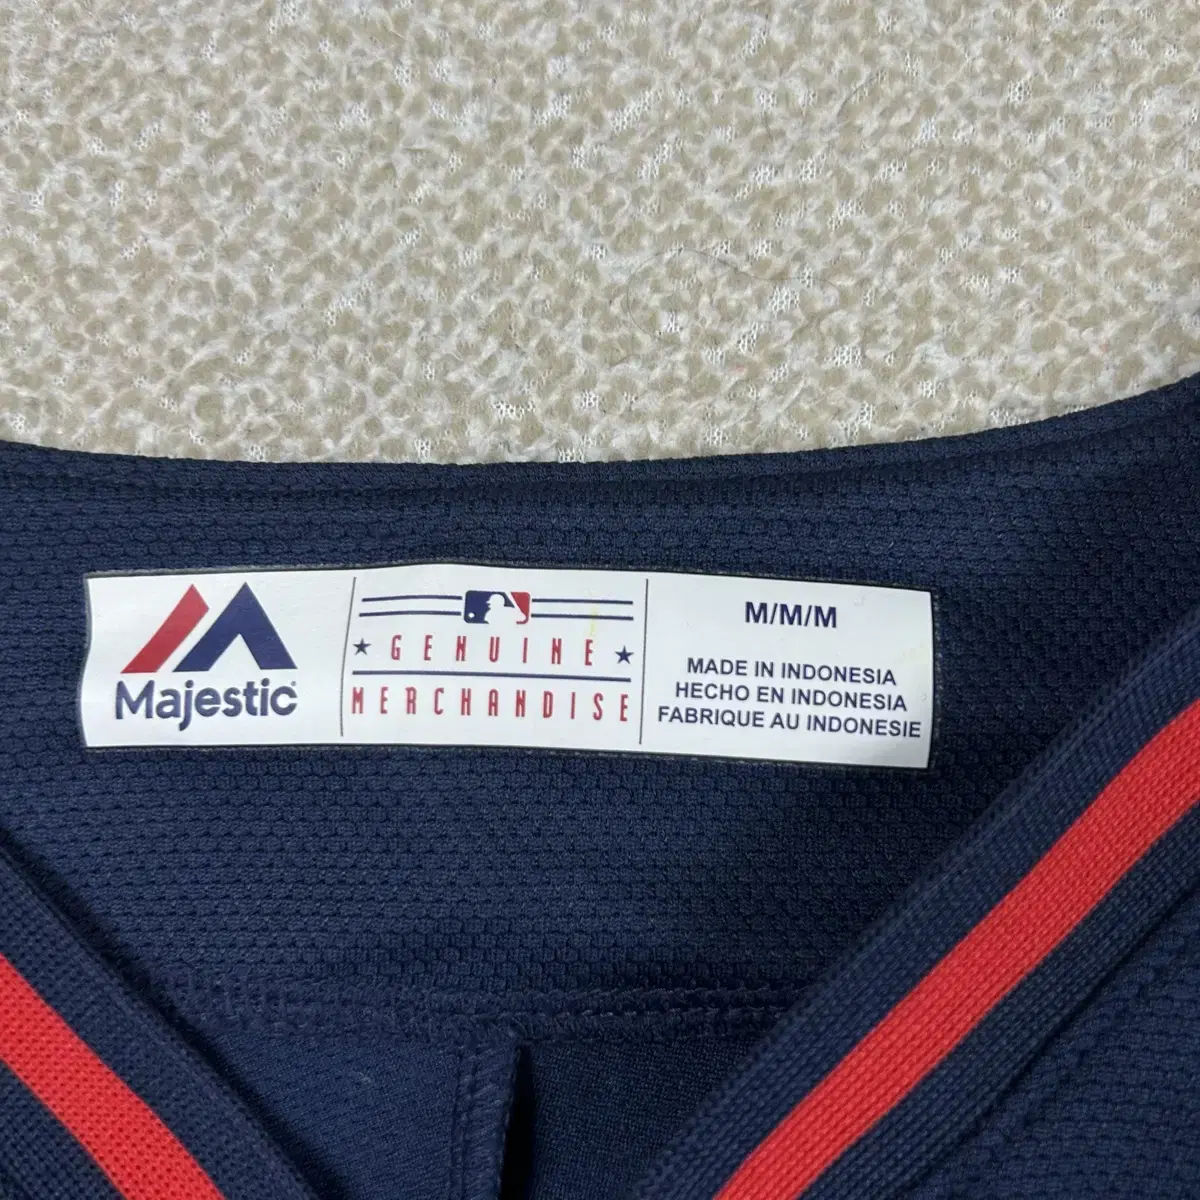 Majestic
GENUINE
MERCHANDISE
M/M/M
MADE IN INDONESIA
HECHO EN INDONESIA
FABRIQUE AU INDONESIE